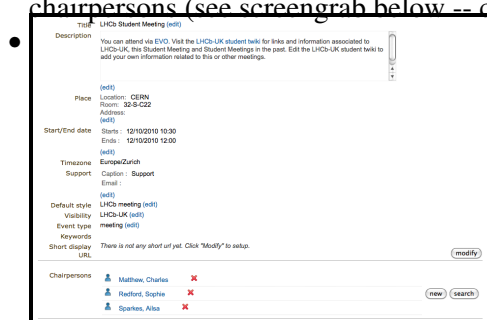 chairpersons (see screengrab below --
Title LHCb Student Meeting (edit)
Description You can attend via EVO. Visit the LHCb-UK student twiki for links and information associated to
LHCb-UK, this Student Meeting and Student Meetings in the past. Edit the LHCb-UK student twiki to
add your own information related to this or other meetings.
(edit)
Place Location: CERN
Room: 32-S-C22
Address:
(edit)
Start/End date Starts : 12/10/2010 10:30
Ends : 12/10/2010 12:00
(edit)
Timezone Europe/Zurich
Support Caption : Support
Email :
(edit)
Default style LHCb meeting (edit)
Visibility LHCb-UK (edit)
Event type meeting (edit)
Keywords
Short display URL There is not any short url yet. Click "Modify" to setup.
modify
Chairpersons Matthew, Charles
Redford, Sophie new search
Sparkes, Ailsa